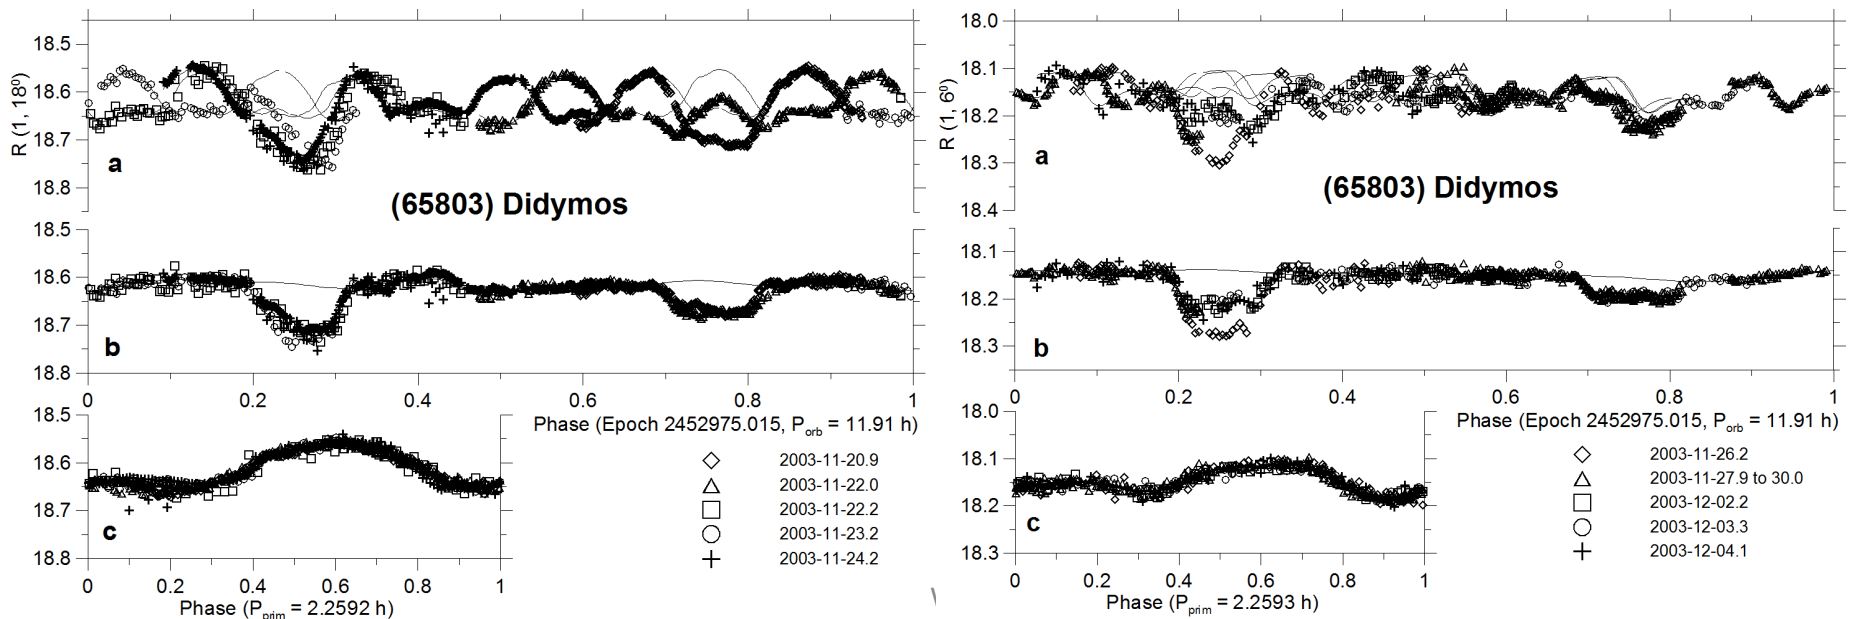 18.5
18.6
18.7
18.8
R (1, 18⁰)
a
(65803) Didymos
18.5
18.6
18.7
18.8
b
0 0.2 0.4 0.6 0.8 1
Phase (Epoch 2452975.015, Porb = 11.91 h)
18.5
18.6
18.7
18.8
c
0 0.2 0.4 0.6 0.8 1
Phase (Pprim = 2.2592 h)
2003-11-20.9
2003-11-22.0
2003-11-22.2
2003-11-23.2
2003-11-24.2
18.0
18.1
18.2
18.3
18.4
R (1, 6⁰)
a
(65803) Didymos
18.1
18.2
18.3
b
0 0.2 0.4 0.6 0.8 1
Phase (Epoch 2452975.015, Porb = 11.91 h)
18.0
18.1
18.2
18.3
c
0 0.2 0.4 0.6 0.8 1
Phase (Pprim = 2.2593 h)
2003-11-26.2
2003-11-27.9 to 30.0
2003-12-02.2
2003-12-03.3
2003-12-04.1